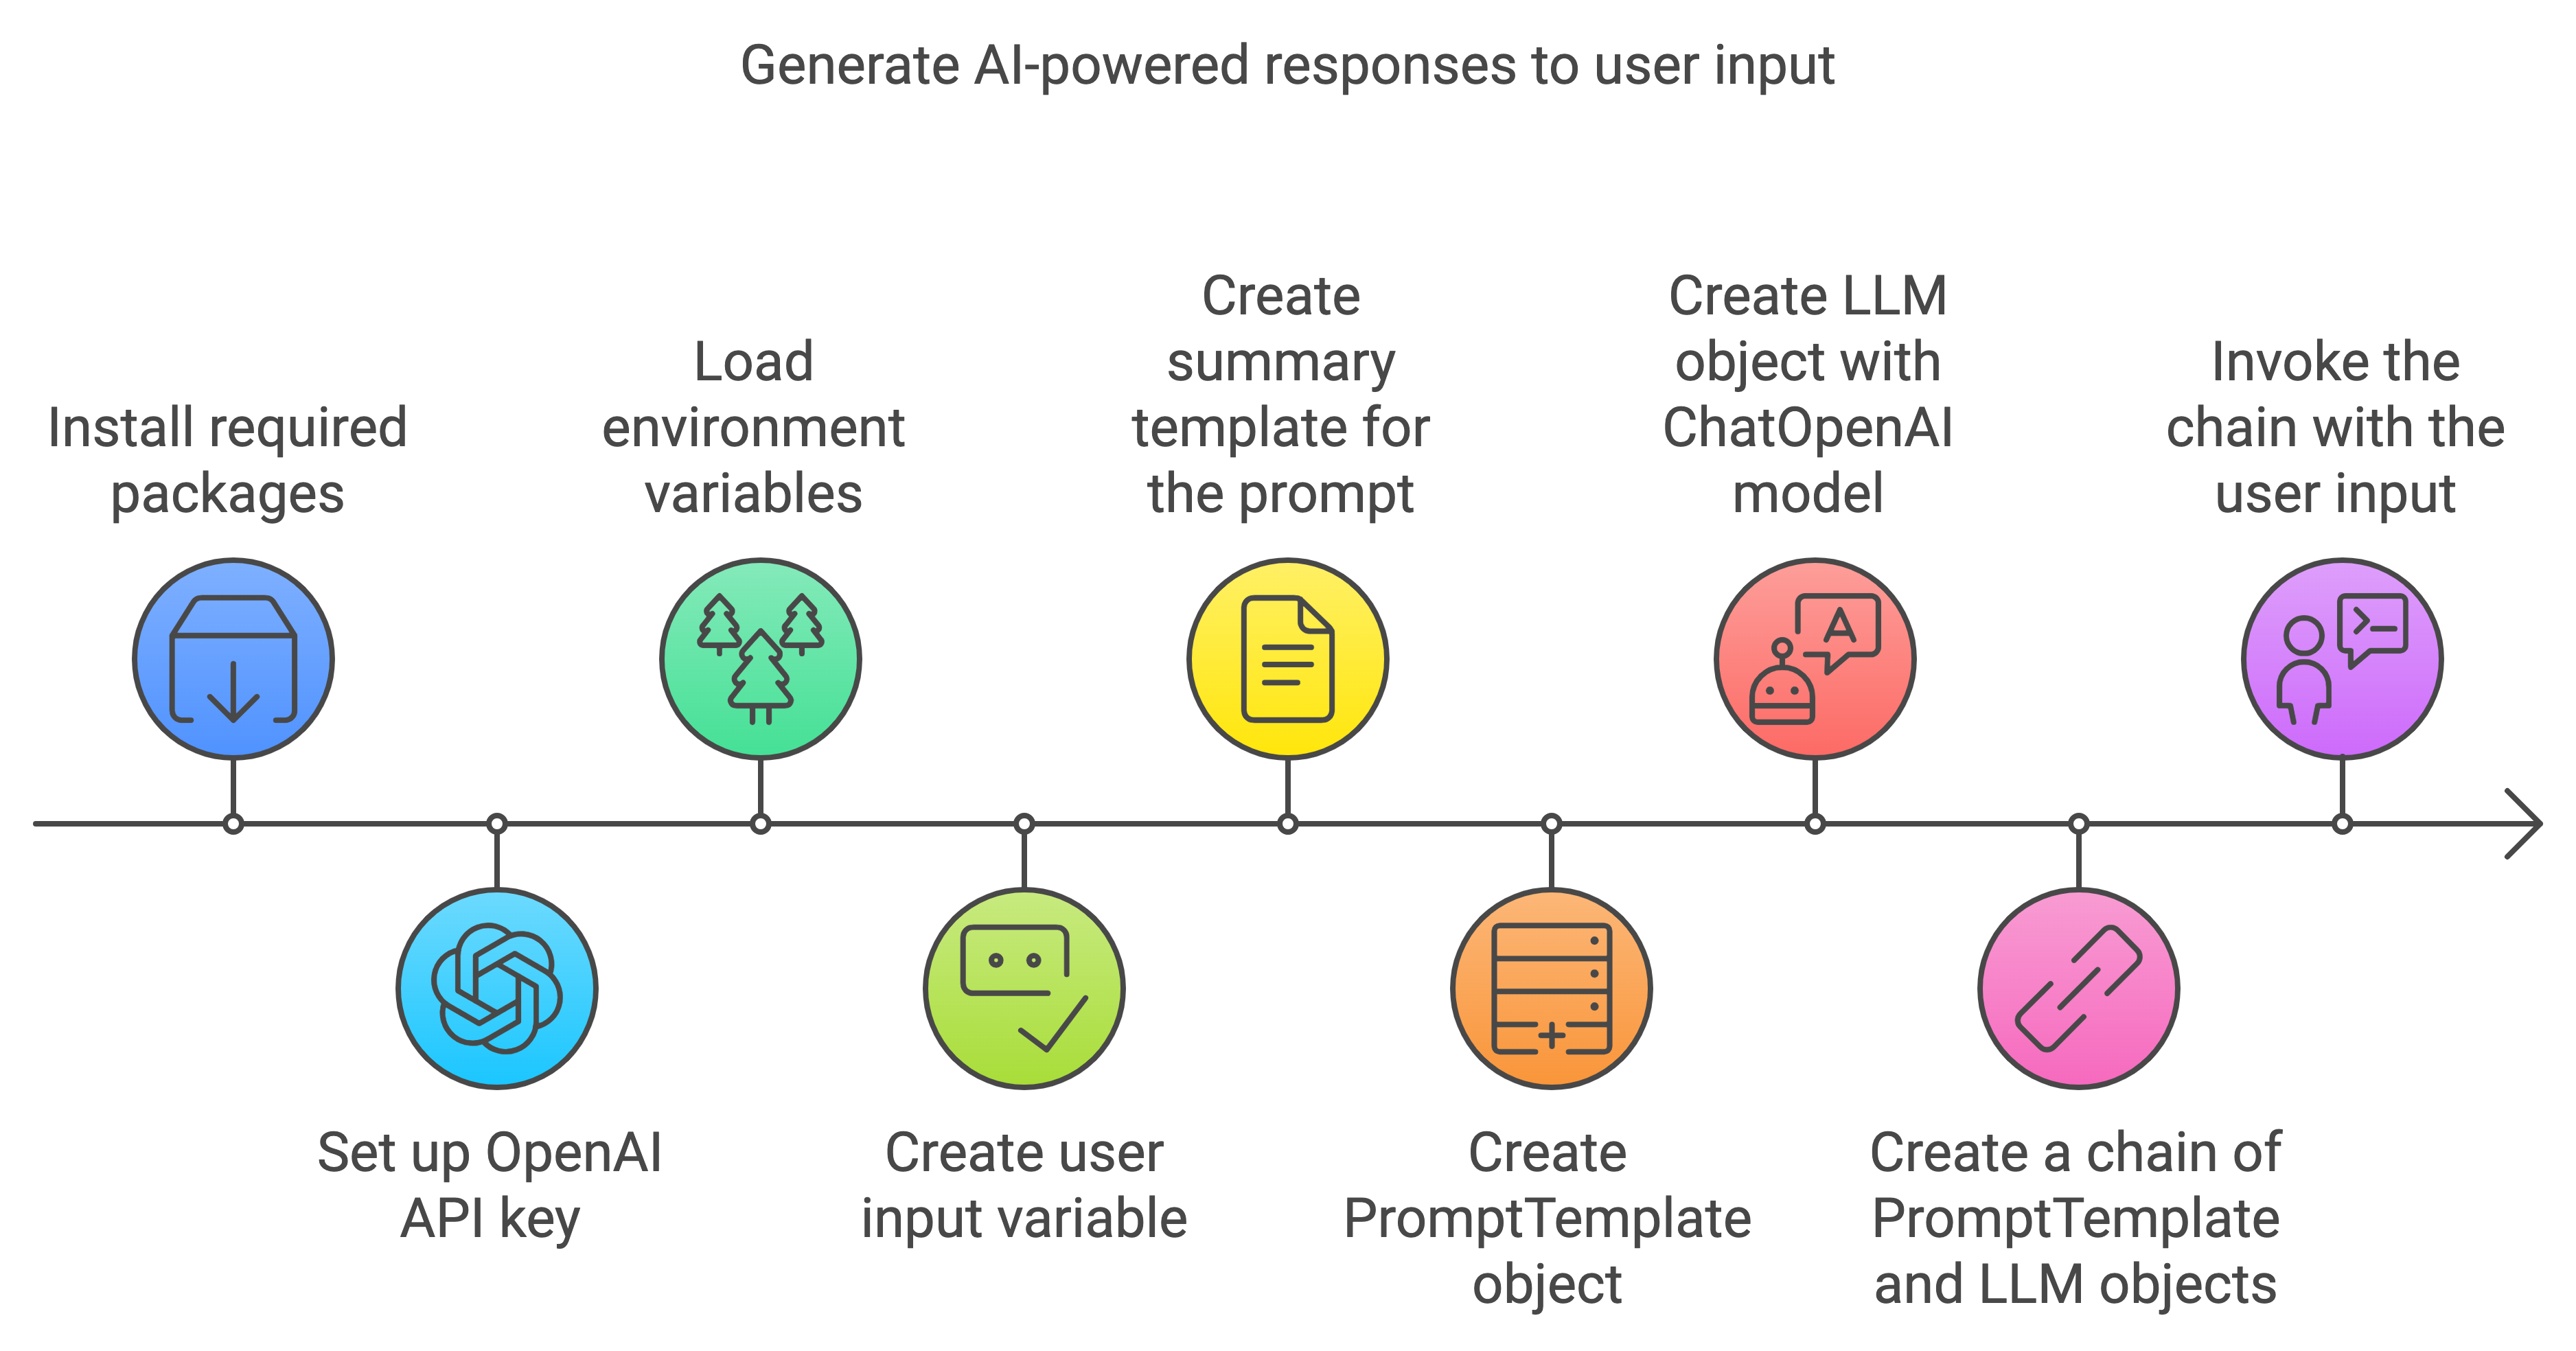 Generate AI-powered responses to user input
Install required
packages
Set up OpenAI
API key
Load
environment
variables
Create user
input variable
Create
summary
template for
the prompt
Create
PromptTemplate
object
Create LLM
object with
ChatOpenAI
model
A
Create a chain of
PromptTemplate
and LLM objects
Invoke the
chain with the
user input